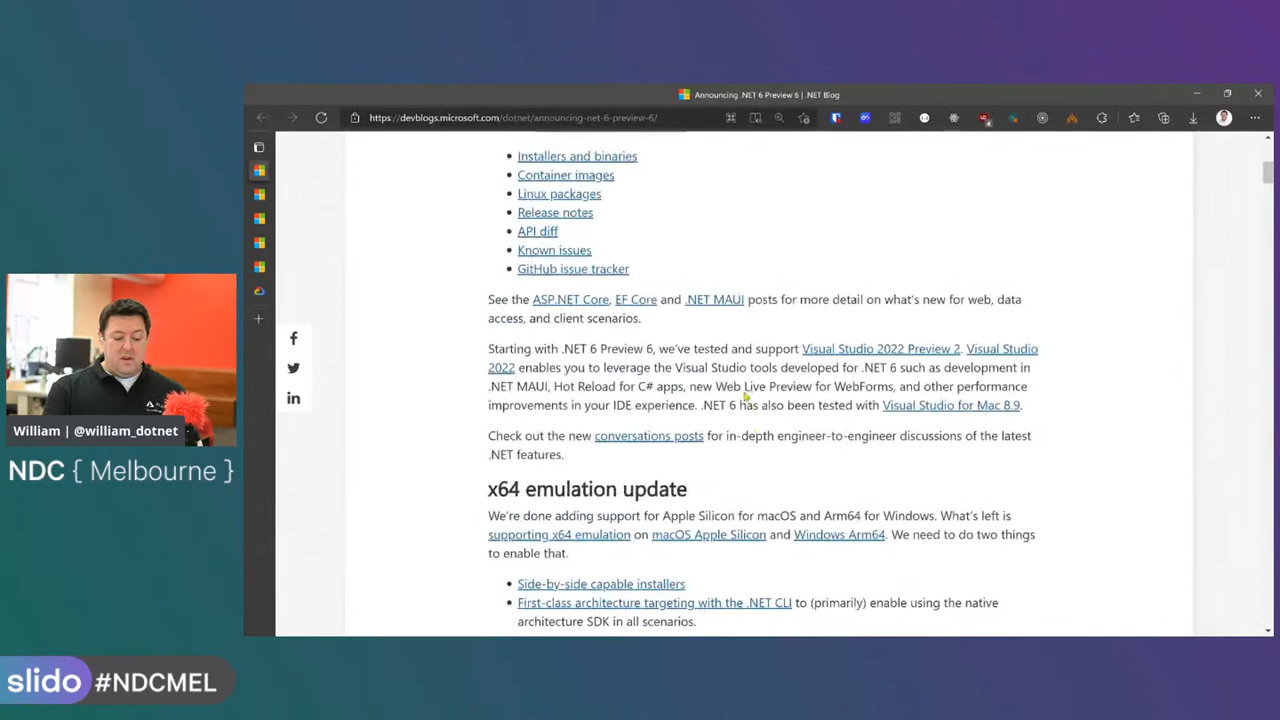 Announcing .NET 6 Preview 6 | .NET Blog
https://devblogs.microsoft.com/dotnet/announcing-net-6-preview-6/
Installers and binaries
Container images
Linux packages
Release notes
API diff
Known issues
GitHub issue tracker
See the ASP.NET Core, EF Core and .NET MAUI posts for more detail on what's new for web, data
access, and client scenarios.
Starting with .NET 6 Preview 6, we've tested and support Visual Studio 2022 Preview 2. Visual Studio
2022 enables you to leverage the Visual Studio tools developed for .NET 6 such as development in
.NET MAUI, Hot Reload for C# apps, new Web Live Preview for WebForms, and other performance
improvements in your IDE experience. .NET 6 has also been tested with Visual Studio for Mac 8.9.
Check out the new conversations posts for in-depth engineer-to-engineer discussions of the latest
.NET features.
x64 emulation update
We're done adding support for Apple Silicon for macOS and Arm64 for Windows. What's left is
supporting x64 emulation on macOS Apple Silicon and Windows Arm64. We need to do two things
to enable that.
Side-by-side capable installers
First-class architecture targeting with the .NET CLI to (primarily) enable using the native
architecture SDK in all scenarios.
William | @william_dotnet
NDC { Melbourne }
slido #NDCMEL